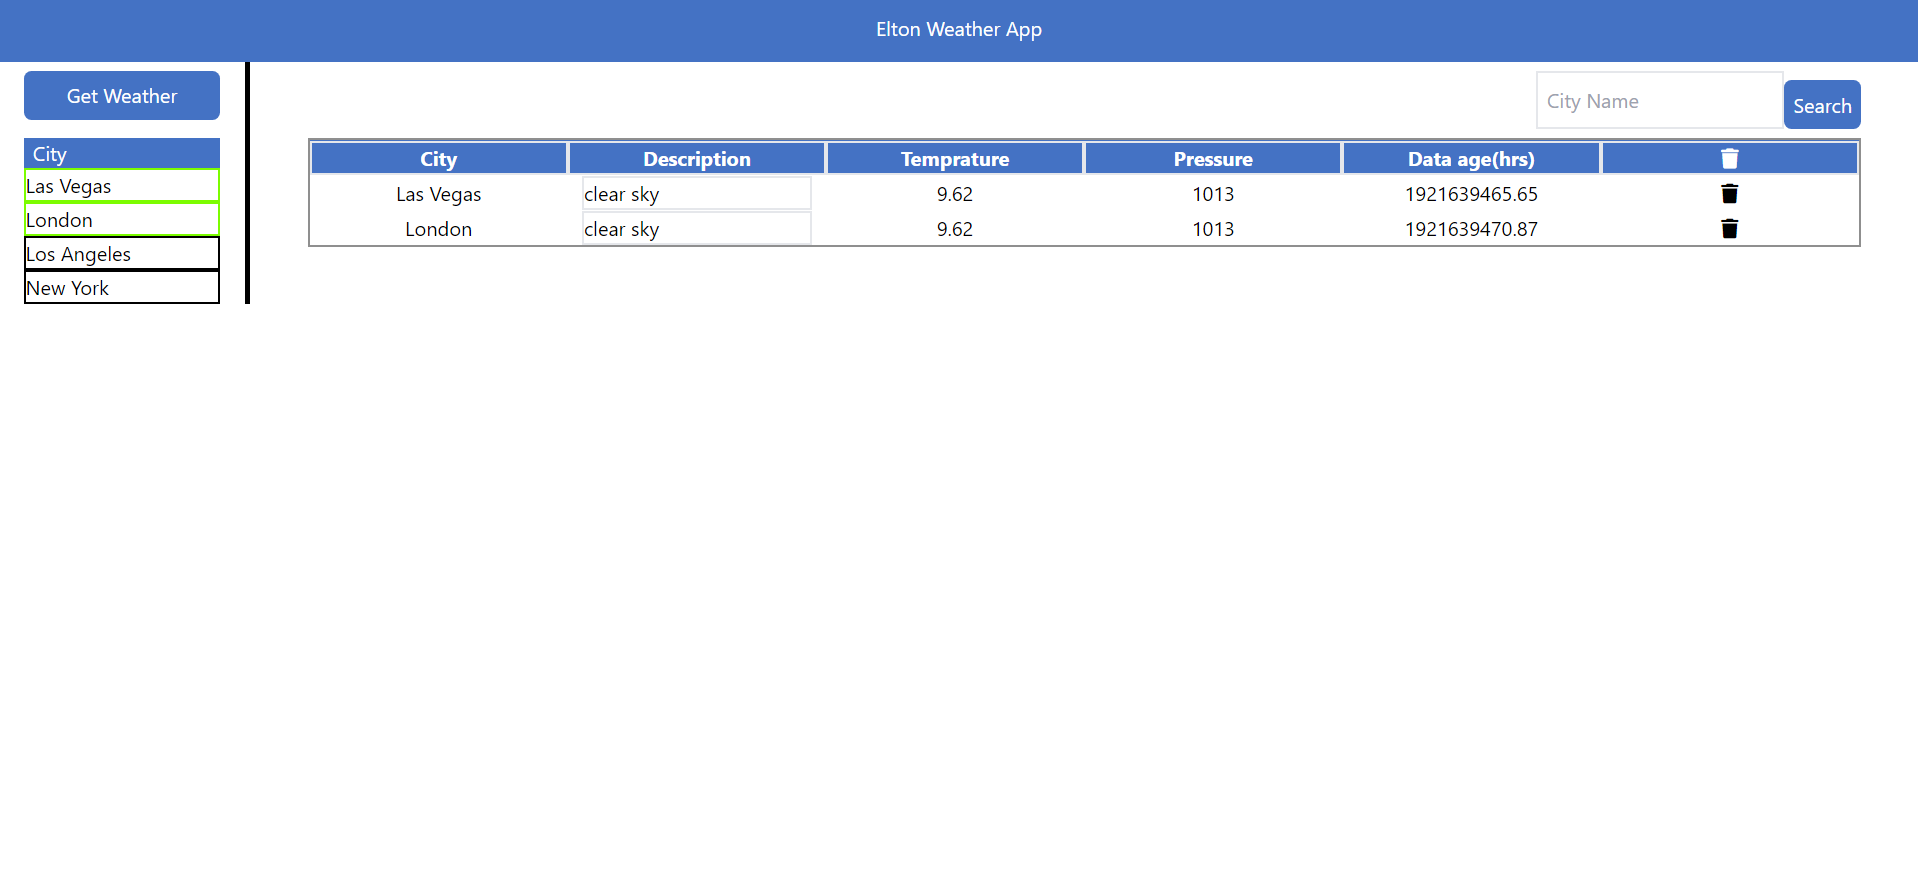 Elton Weather App
Get Weather
City
Las Vegas
London
Los Angeles
New York
City Name
Search
City Description Temprature Pressure Data age(hrs)
Las Vegas clear sky 9.62 1013 1921639465.65
London clear sky 9.62 1013 1921639470.87